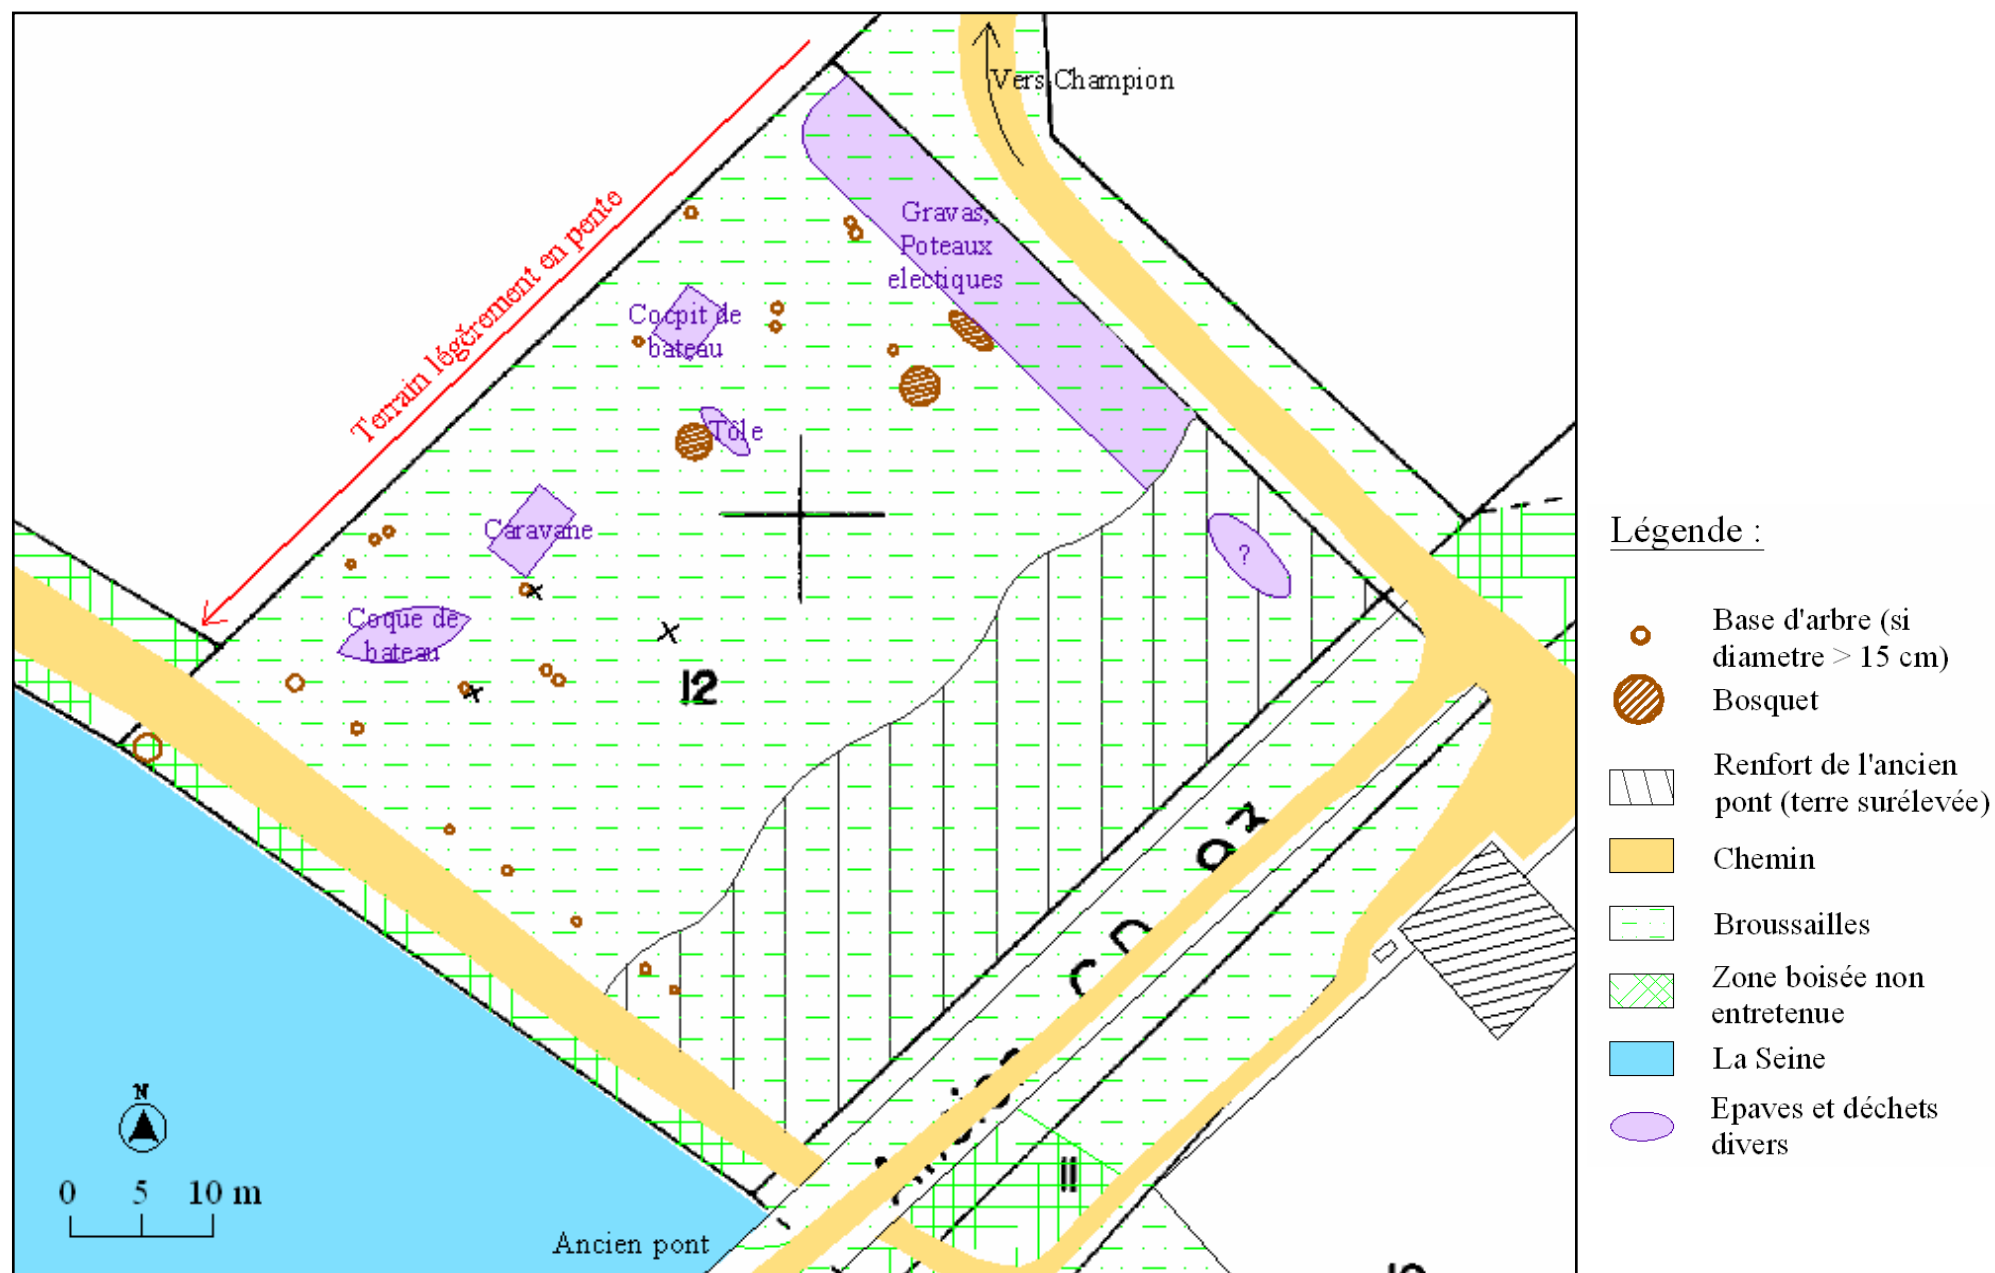 Vers Champion
Terrain légèrement en pente
Gravas,
Poteaux
electiques
Cocpit de
bateau
Tôle
Caravane
?
Coque de
bateau
x
x
x
12
CD 93
11
N
0 5 10 m
Ancien pont
Légende :
Base d'arbre (si
diametre > 15 cm)
Bosquet
Renfort de l'ancien
pont (terre surélevée)
Chemin
Broussailles
Zone boisée non
entretenue
La Seine
Epaves et déchets
divers